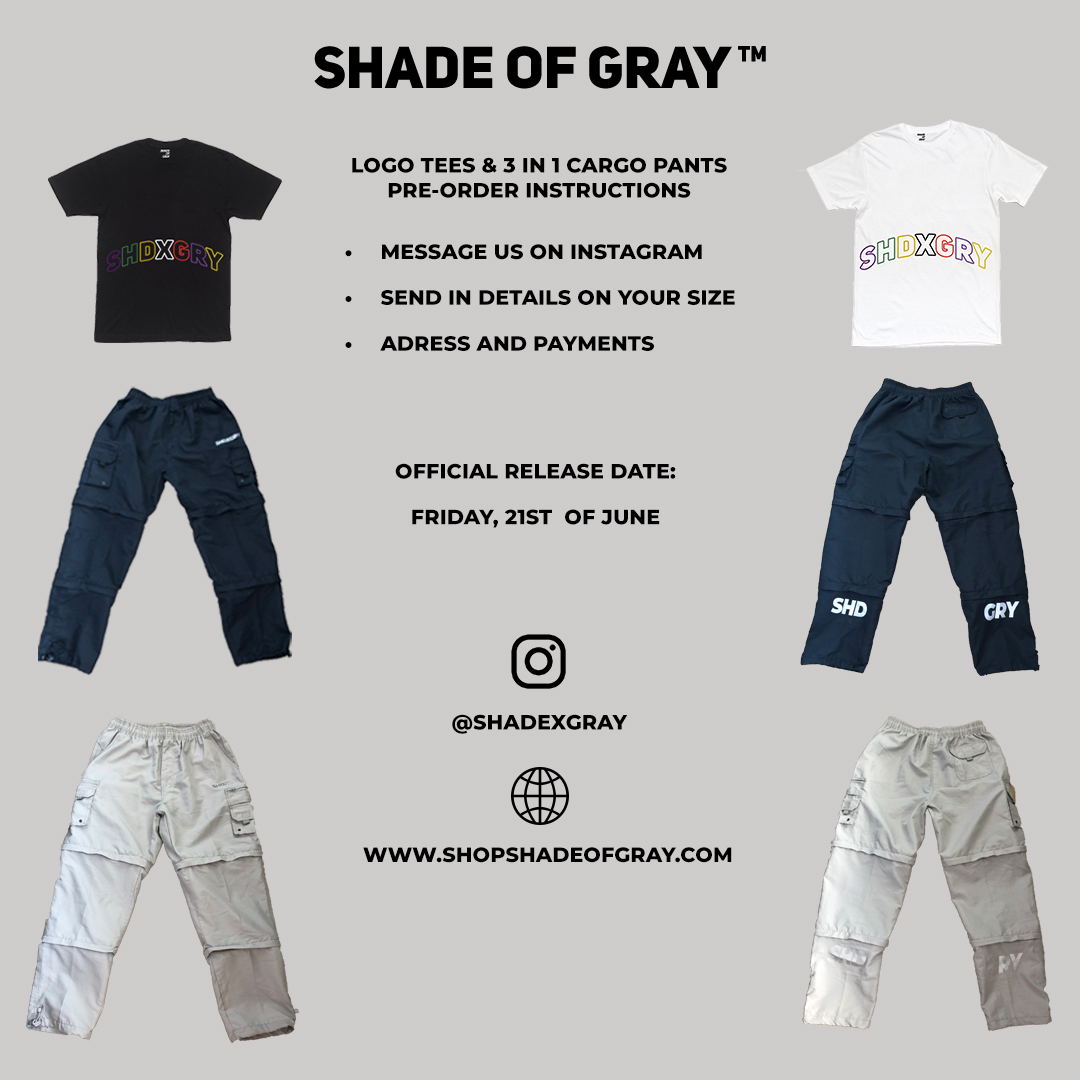 SHADE OF GRAY™
LOGO TEES & 3 IN 1 CARGO PANTS
PRE-ORDER INSTRUCTIONS
• MESSAGE US ON INSTAGRAM
• SEND IN DETAILS ON YOUR SIZE
• ADRESS AND PAYMENTS
OFFICIAL RELEASE DATE:
FRIDAY, 21ST OF JUNE
@SHADEXGRAY
WWW.SHOPSHADEOFGRAY.COM
SHDXGRY
SHDXGRY
SHD GRY
RY